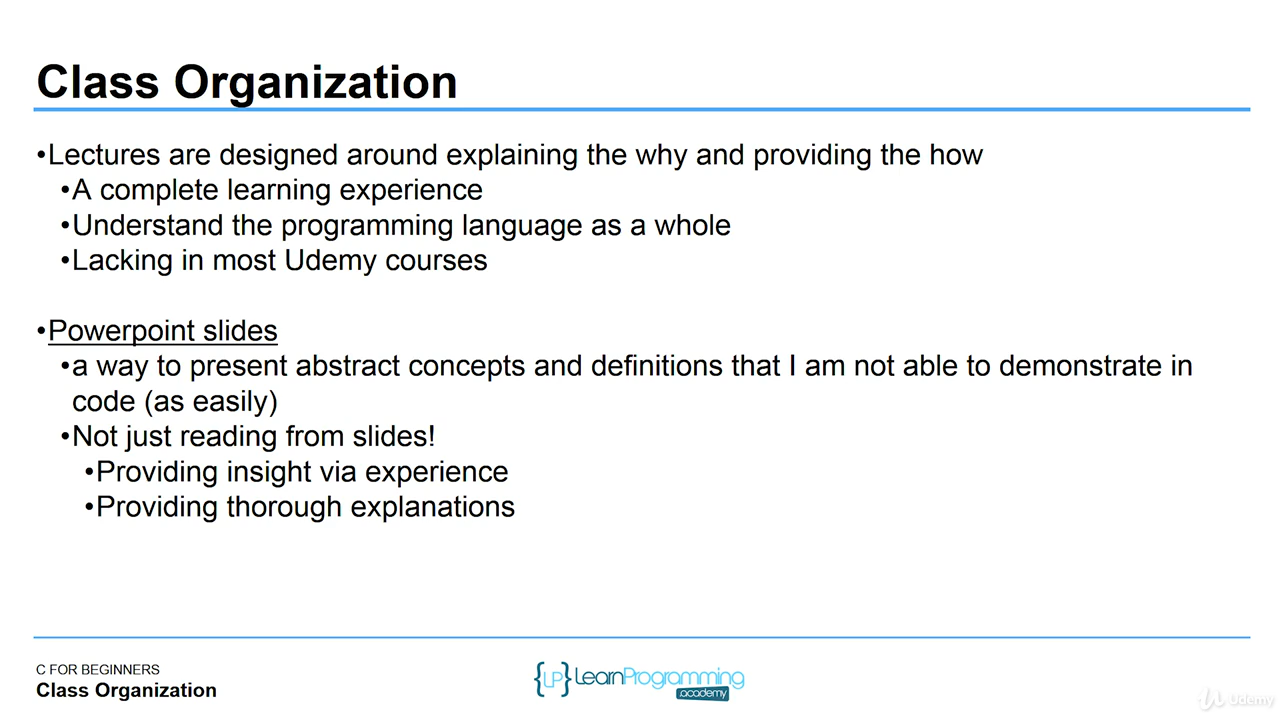 Class Organization
•Lectures are designed around explaining the why and providing the how
•A complete learning experience
•Understand the programming language as a whole
•Lacking in most Udemy courses
•Powerpoint slides
•a way to present abstract concepts and definitions that I am not able to demonstrate in
code (as easily)
•Not just reading from slides!
•Providing insight via experience
•Providing thorough explanations
C FOR BEGINNERS
Class Organization
{LP} LearnProgramming
.academy
Udemy